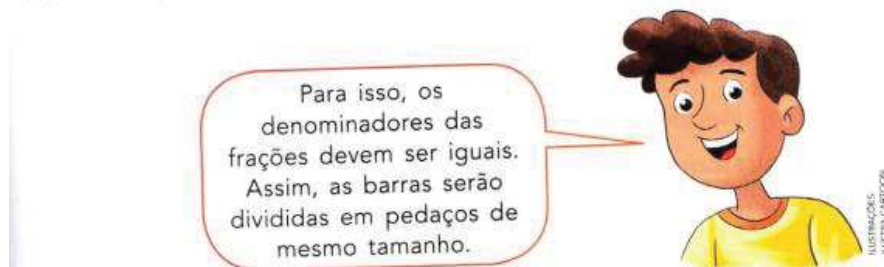 Para isso, os
denominadores das
frações devem ser iguais.
Assim, as barras serão
divididas em pedaços de
mesmo tamanho.
ILUSTRAÇÕES